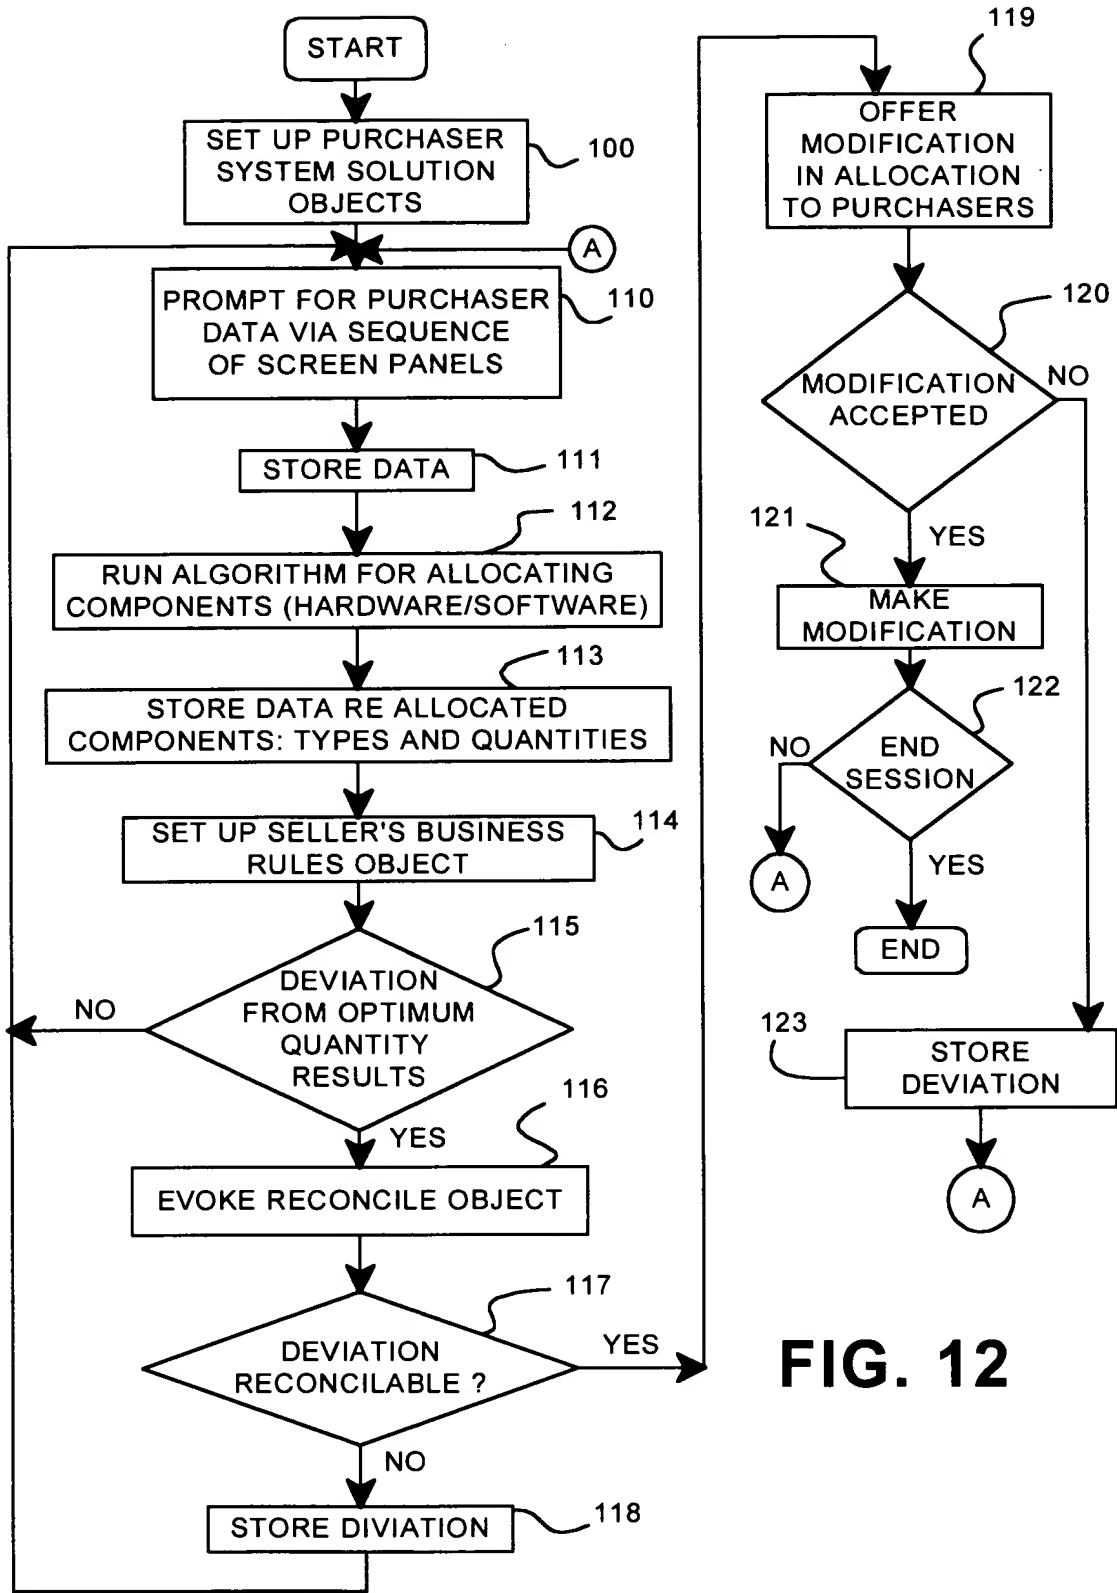 START
SET UP PURCHASER
SYSTEM SOLUTION
OBJECTS
100
A
PROMPT FOR PURCHASER
DATA VIA SEQUENCE
OF SCREEN PANELS
110
STORE DATA
111
112
RUN ALGORITHM FOR ALLOCATING
COMPONENTS (HARDWARE/SOFTWARE)
113
STORE DATA RE ALLOCATED
COMPONENTS: TYPES AND QUANTITIES
SET UP SELLER'S BUSINESS
RULES OBJECT
114
115
DEVIATION
FROM OPTIMUM
QUANTITY
RESULTS
NO
YES
116
EVOKE RECONCILE OBJECT
117
DEVIATION
RECONCILABLE ?
YES
NO
STORE DIVIATION
118
119
OFFER
MODIFICATION
IN ALLOCATION
TO PURCHASERS
120
MODIFICATION
ACCEPTED
NO
YES
121
MAKE
MODIFICATION
122
END
SESSION
NO
A
YES
END
123
STORE
DEVIATION
A
FIG. 12